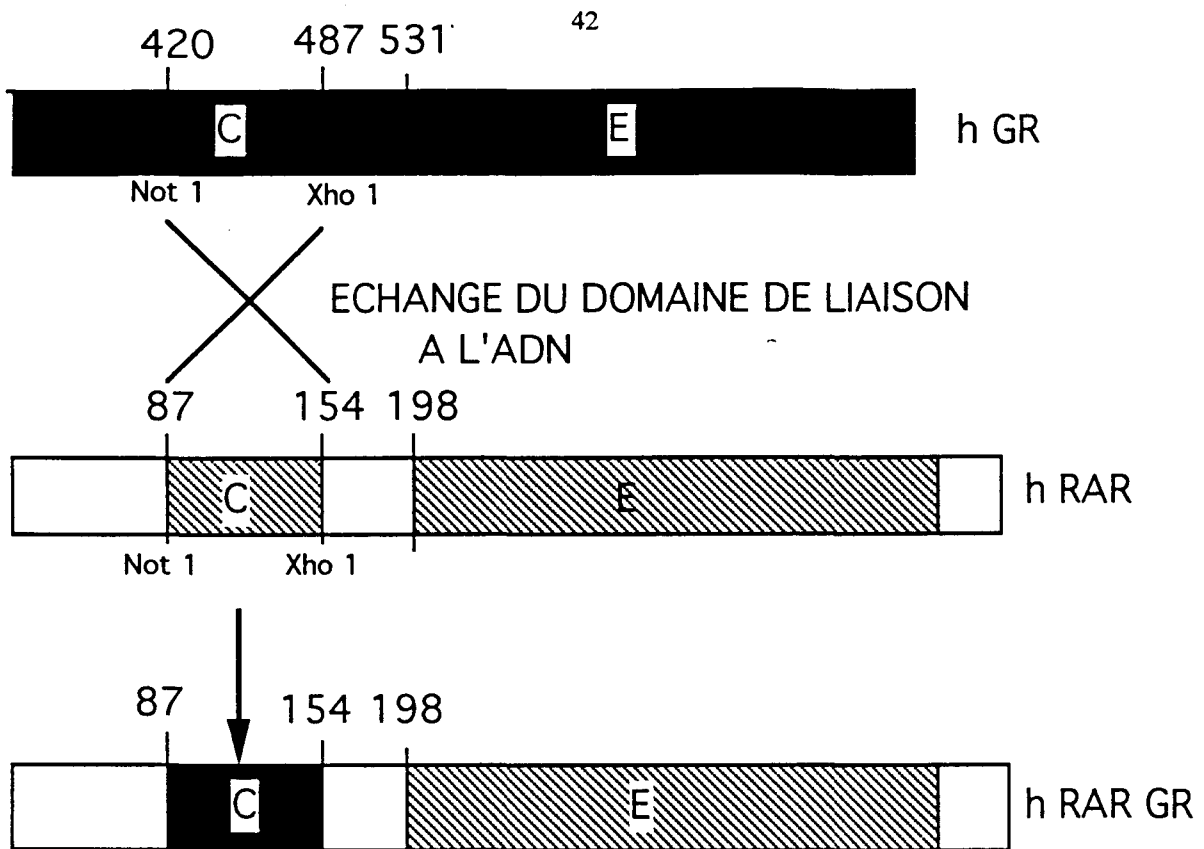 42
420 487 531
C E h GR
Not 1 Xho 1
ECHANGE DU DOMAINE DE LIAISON
A L'ADN
87 154 198
C E h RAR
Not 1 Xho 1
87 154 198
C E h RAR GR